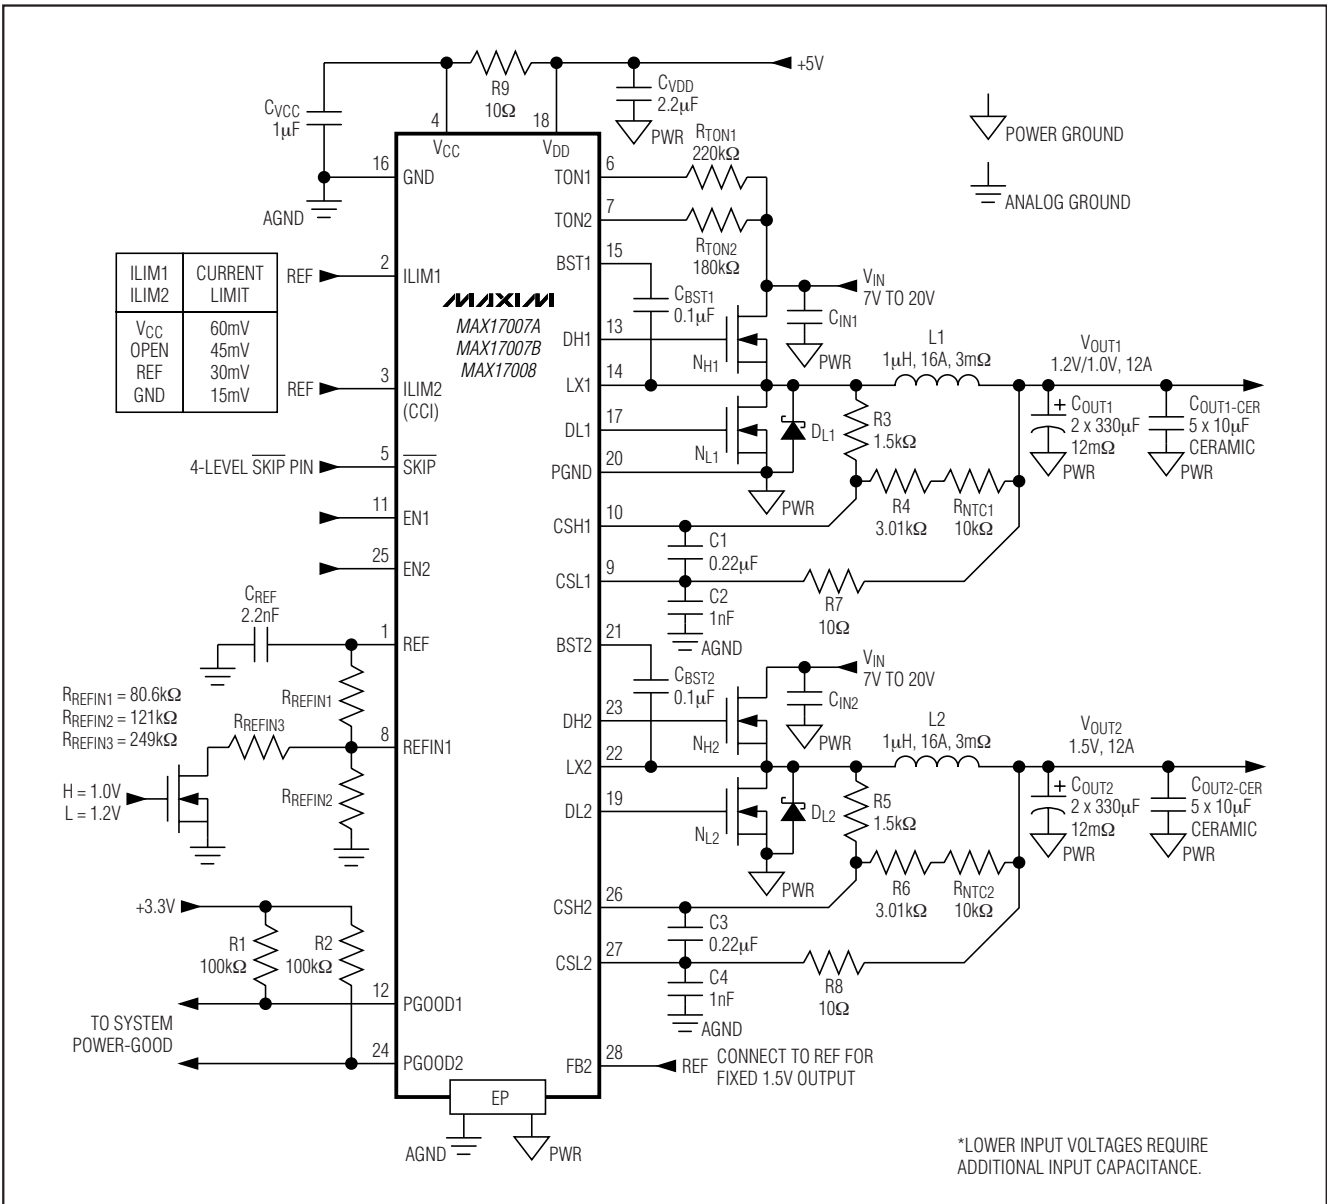 +5V
R9
10Ω
CVDD
2.2µF
PWR
CVCC
1µF
4
VCC
18
VDD
16
GND
AGND
RTON1
220kΩ
6
TON1
7
TON2
RTON2
180kΩ
POWER GROUND
ANALOG GROUND
ILIM1
ILIM2
CURRENT
LIMIT
VCC 60mV
OPEN 45mV
REF 30mV
GND 15mV
REF
2
ILIM1
REF
3
ILIM2
(CCI)
4-LEVEL SKIP PIN
5
SKIP
11
EN1
25
EN2
MAXIM
MAX17007A
MAX17007B
MAX17008
15
BST1
CBST1
0.1µF
VIN
7V TO 20V
CIN1
PWR
13
DH1
NH1
14
LX1
L1
1µH, 16A, 3mΩ
VOUT1
1.2V/1.0V, 12A
17
DL1
NL1
DL1
R3
1.5kΩ
+
COUT1
2 x 330µF
12mΩ
PWR
COUT1-CER
5 x 10µF
CERAMIC
PWR
20
PGND
PWR
R4
3.01kΩ
RNTC1
10kΩ
10
CSH1
C1
0.22µF
9
CSL1
R7
10Ω
C2
1nF
AGND
CREF
2.2nF
1
REF
RREFIN1 = 80.6kΩ
RREFIN2 = 121kΩ
RREFIN3 = 249kΩ
RREFIN1
RREFIN3
8
REFIN1
RREFIN2
H = 1.0V
L = 1.2V
21
BST2
CBST2
0.1µF
VIN
7V TO 20V
CIN2
PWR
23
DH2
NH2
22
LX2
L2
1µH, 16A, 3mΩ
VOUT2
1.5V, 12A
19
DL2
NL2
DL2
R5
1.5kΩ
+
COUT2
2 x 330µF
12mΩ
PWR
COUT2-CER
5 x 10µF
CERAMIC
PWR
PWR
R6
3.01kΩ
RNTC2
10kΩ
26
CSH2
C3
0.22µF
27
CSL2
R8
10Ω
C4
1nF
AGND
+3.3V
R1
100kΩ
R2
100kΩ
12
PGOOD1
TO SYSTEM
POWER-GOOD
24
PGOOD2
28
FB2
REF
CONNECT TO REF FOR
FIXED 1.5V OUTPUT
EP
AGND
PWR
*LOWER INPUT VOLTAGES REQUIRE
ADDITIONAL INPUT CAPACITANCE.